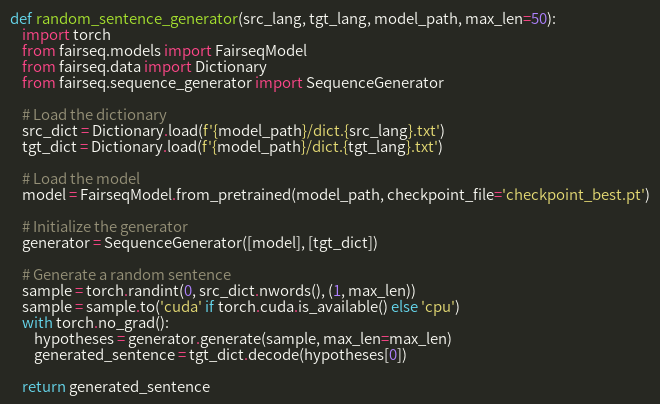 def random_sentence_generator(src_lang, tgt_lang, model_path, max_len=50):
import torch
from fairseq.models import FairseqModel
from fairseq.data import Dictionary
from fairseq.sequence_generator import SequenceGenerator
# Load the dictionary
src_dict = Dictionary.load(f'{model_path}/dict.{src_lang}.txt')
tgt_dict = Dictionary.load(f'{model_path}/dict.{tgt_lang}.txt')
# Load the model
model = FairseqModel.from_pretrained(model_path, checkpoint_file='checkpoint_best.pt')
# Initialize the generator
generator = SequenceGenerator([model], [tgt_dict])
# Generate a random sentence
sample = torch.randint(0, src_dict.nwords(), (1, max_len))
sample = sample.to('cuda' if torch.cuda.is_available() else 'cpu')
with torch.no_grad():
hypotheses = generator.generate(sample, max_len=max_len)
generated_sentence = tgt_dict.decode(hypotheses[0])
return generated_sentence